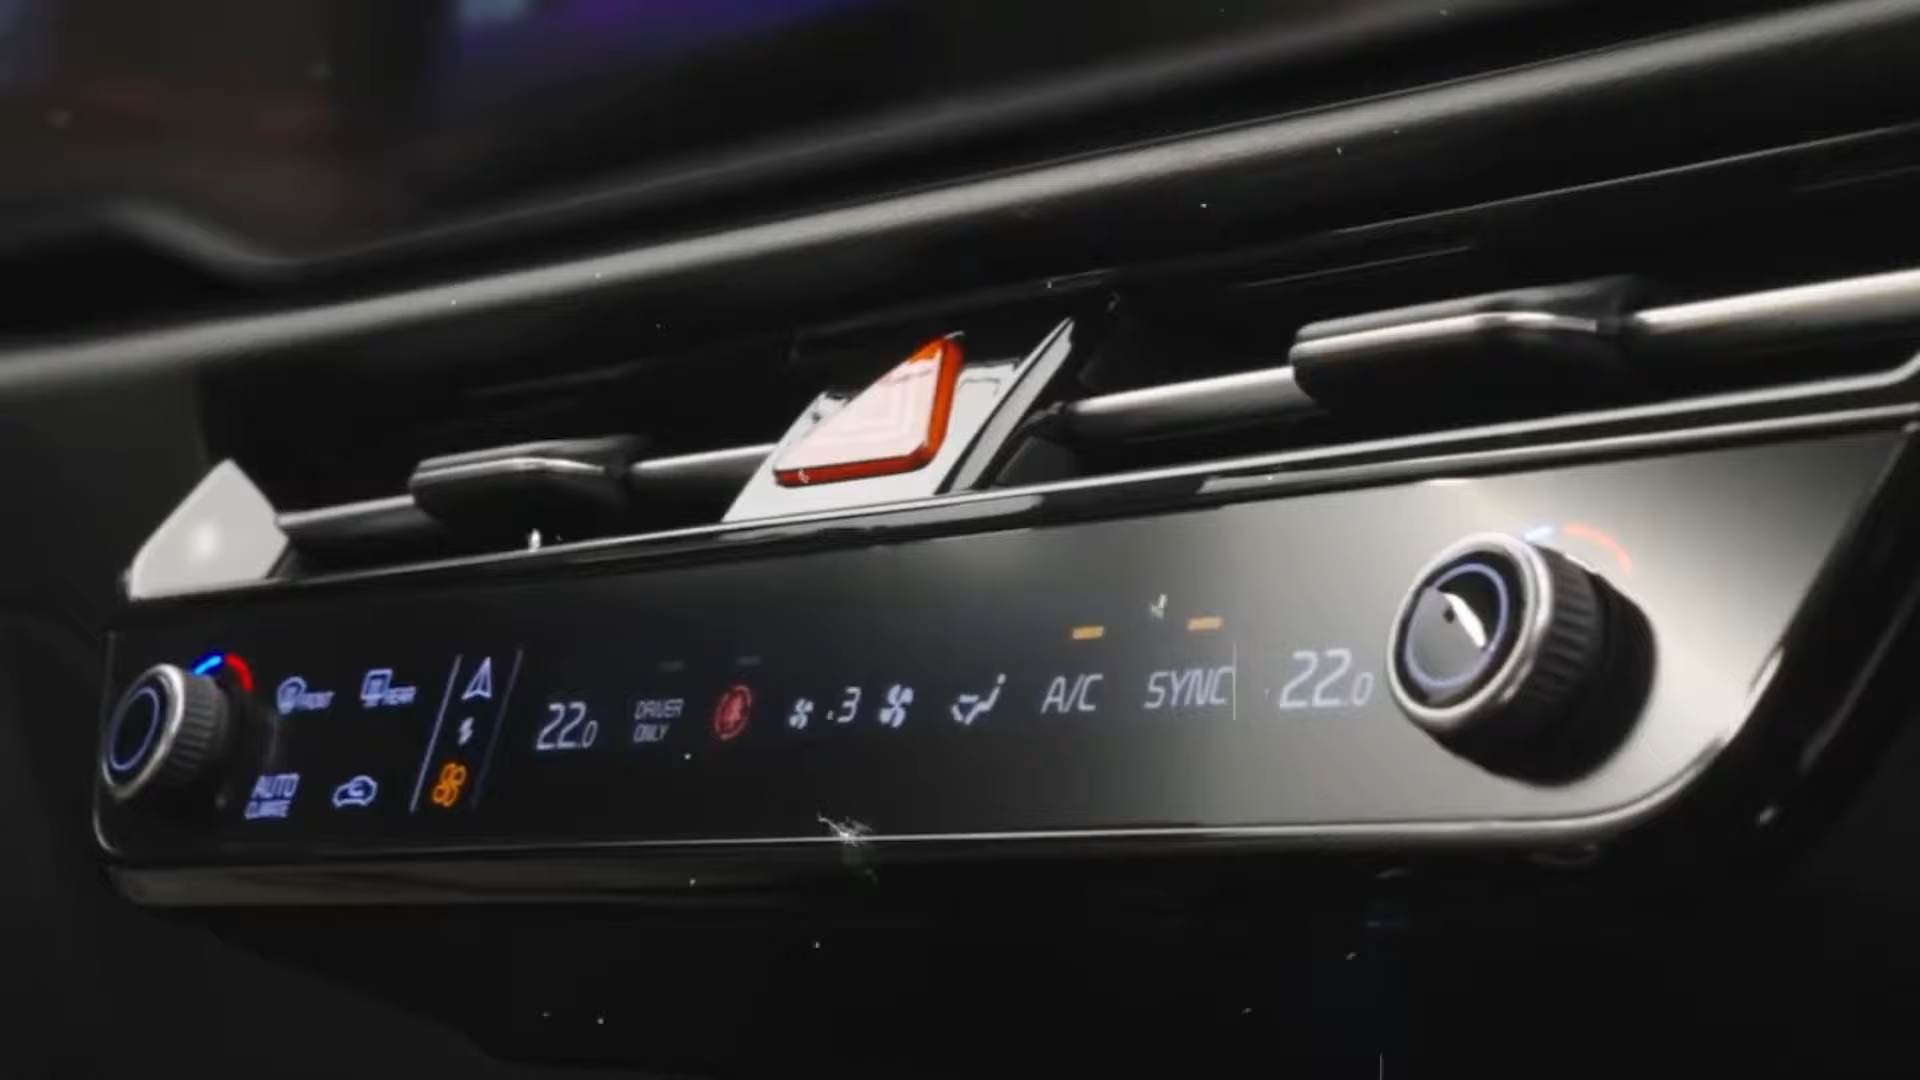 FRONT
REAR
AUTO
CLIMATE
22.0
DRIVER
ONLY
3
A/C
SYNC
22.0